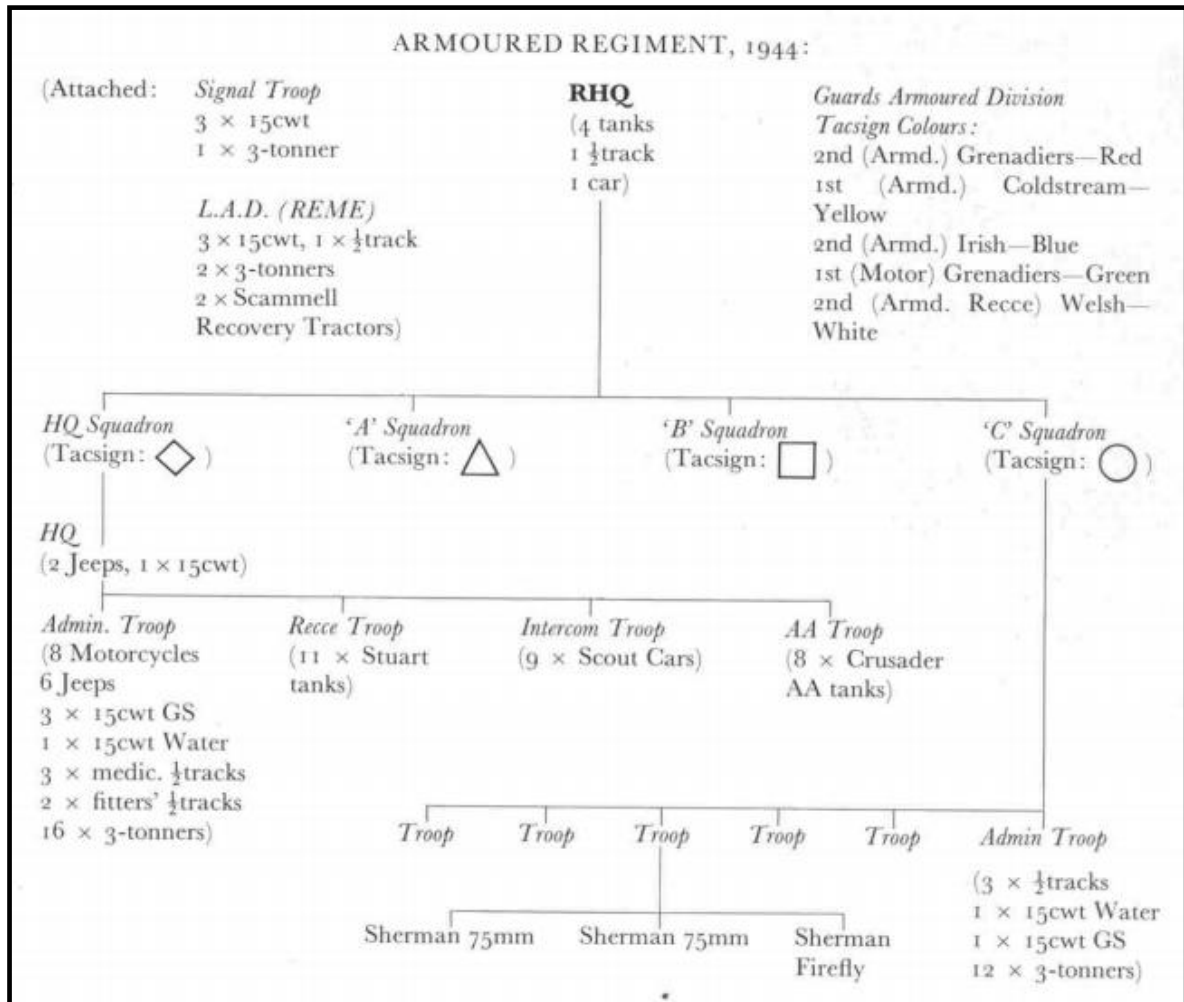 ARMOURED REGIMENT, 1944:
(Attached:
Signal Troop
3 × 15cwt
1 × 3-tonner
L.A.D. (REME)
3 × 15cwt, 1 × ½track
2 × 3-tonners
2 × Scammell
Recovery Tractors)
RHQ
(4 tanks
1 ½track
1 car)
Guards Armoured Division
Tacsign Colours:
2nd (Armd.) Grenadiers—Red
1st (Armd.) Coldstream—
Yellow
2nd (Armd.) Irish—Blue
1st (Motor) Grenadiers—Green
2nd (Armd. Recce) Welsh—
White
HQ Squadron
(Tacsign: )
'A' Squadron
(Tacsign: )
'B' Squadron
(Tacsign: )
'C' Squadron
(Tacsign: )
HQ
(2 Jeeps, 1 × 15cwt)
Admin. Troop
(8 Motorcycles
6 Jeeps
3 × 15cwt GS
1 × 15cwt Water
3 × medic. ½tracks
2 × fitters' ½tracks
16 × 3-tonners)
Recce Troop
(11 × Stuart
tanks)
Intercom Troop
(9 × Scout Cars)
AA Troop
(8 × Crusader
AA tanks)
Troop
Troop
Troop
Troop
Troop
Admin Troop
(3 × ½tracks
1 × 15cwt Water
1 × 15cwt GS
12 × 3-tonners)
Sherman 75mm
Sherman 75mm
Sherman
Firefly